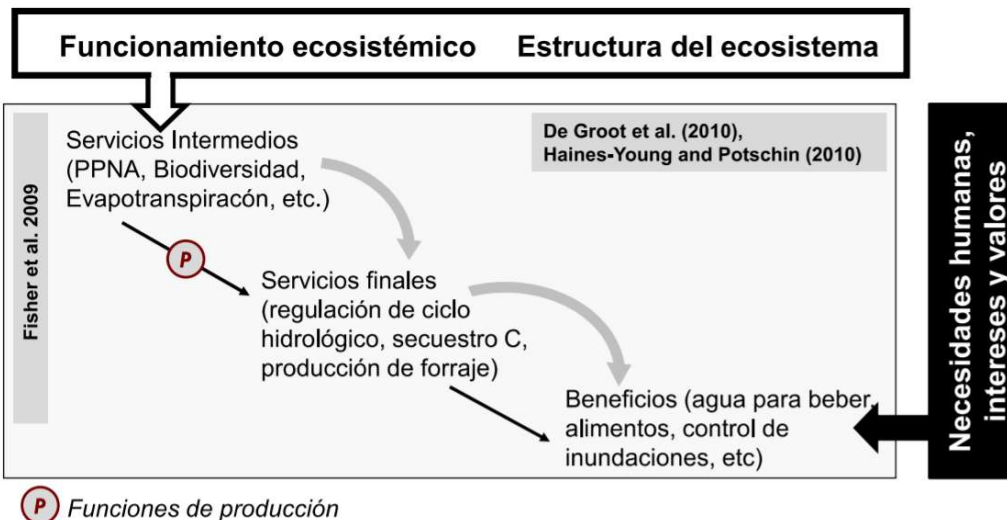 Funcionamiento ecosistémico Estructura del ecosistema
Fisher et al. 2009
Servicios Intermedios
(PPNA, Biodiversidad,
Evapotranspiracón, etc.)
De Groot et al. (2010),
Haines-Young and Potschin (2010)
P
Servicios finales
(regulación de ciclo
hidrológico, secuestro C,
producción de forraje)
Beneficios (agua para beber,
alimentos, control de
inundaciones, etc)
Necesidades humanas,
intereses y valores
P Funciones de producción